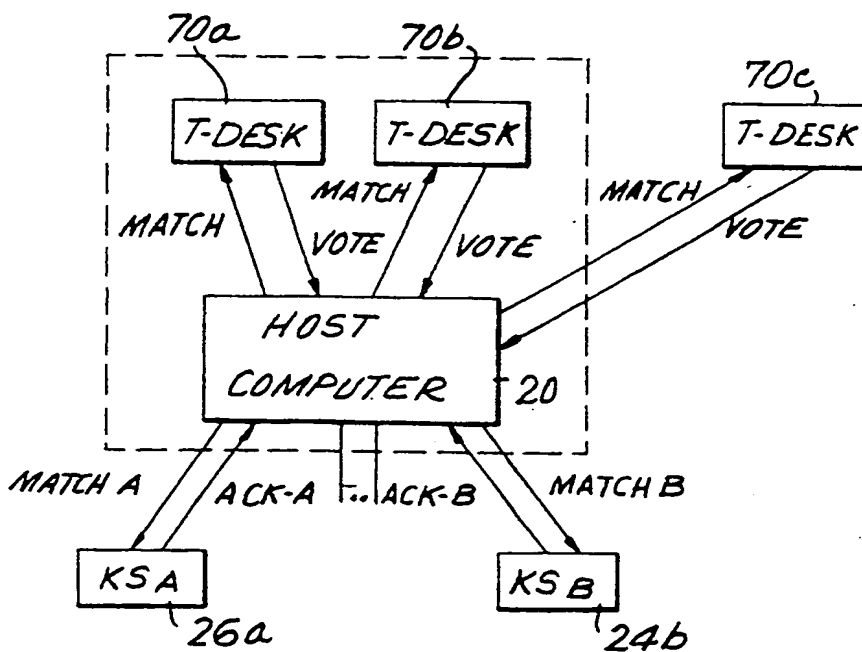 70a
70b
70c
T-DESK
T-DESK
T-DESK
MATCH
VOTE
MATCH
VOTE
MATCH
VOTE
HOST
COMPUTER
20
MATCH A
ACK-A
...
ACK-B
MATCH B
KS A
KS B
26a
24b